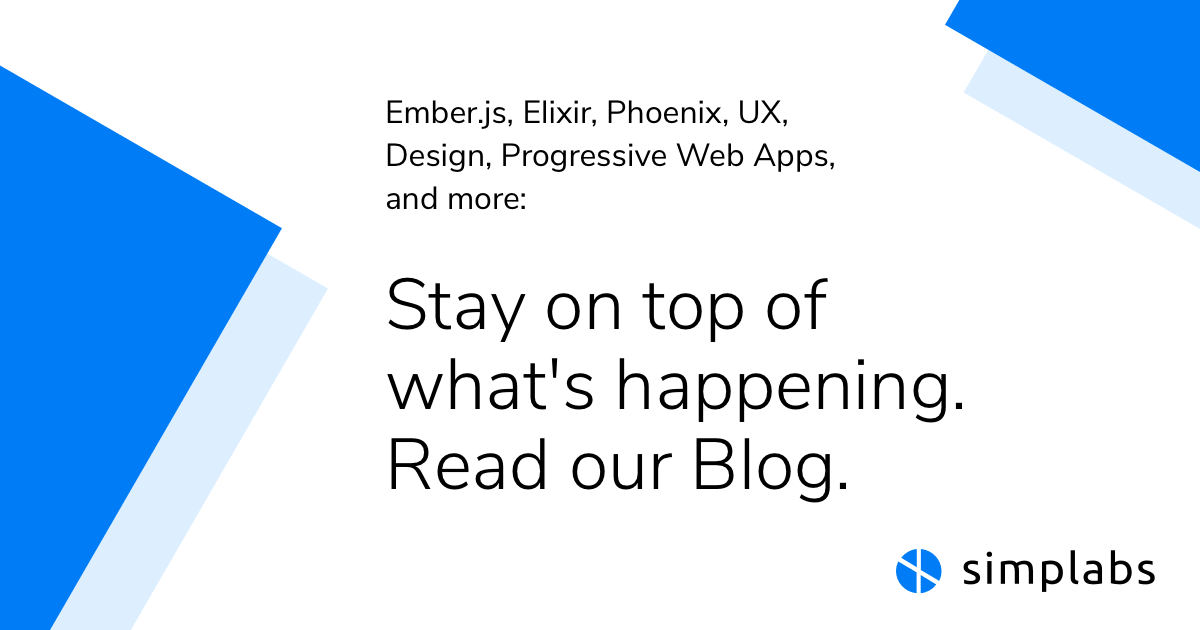 Ember.js, Elixir, Phoenix, UX,
Design, Progressive Web Apps,
and more:
Stay on top of
what's happening.
Read our Blog.
simplabs